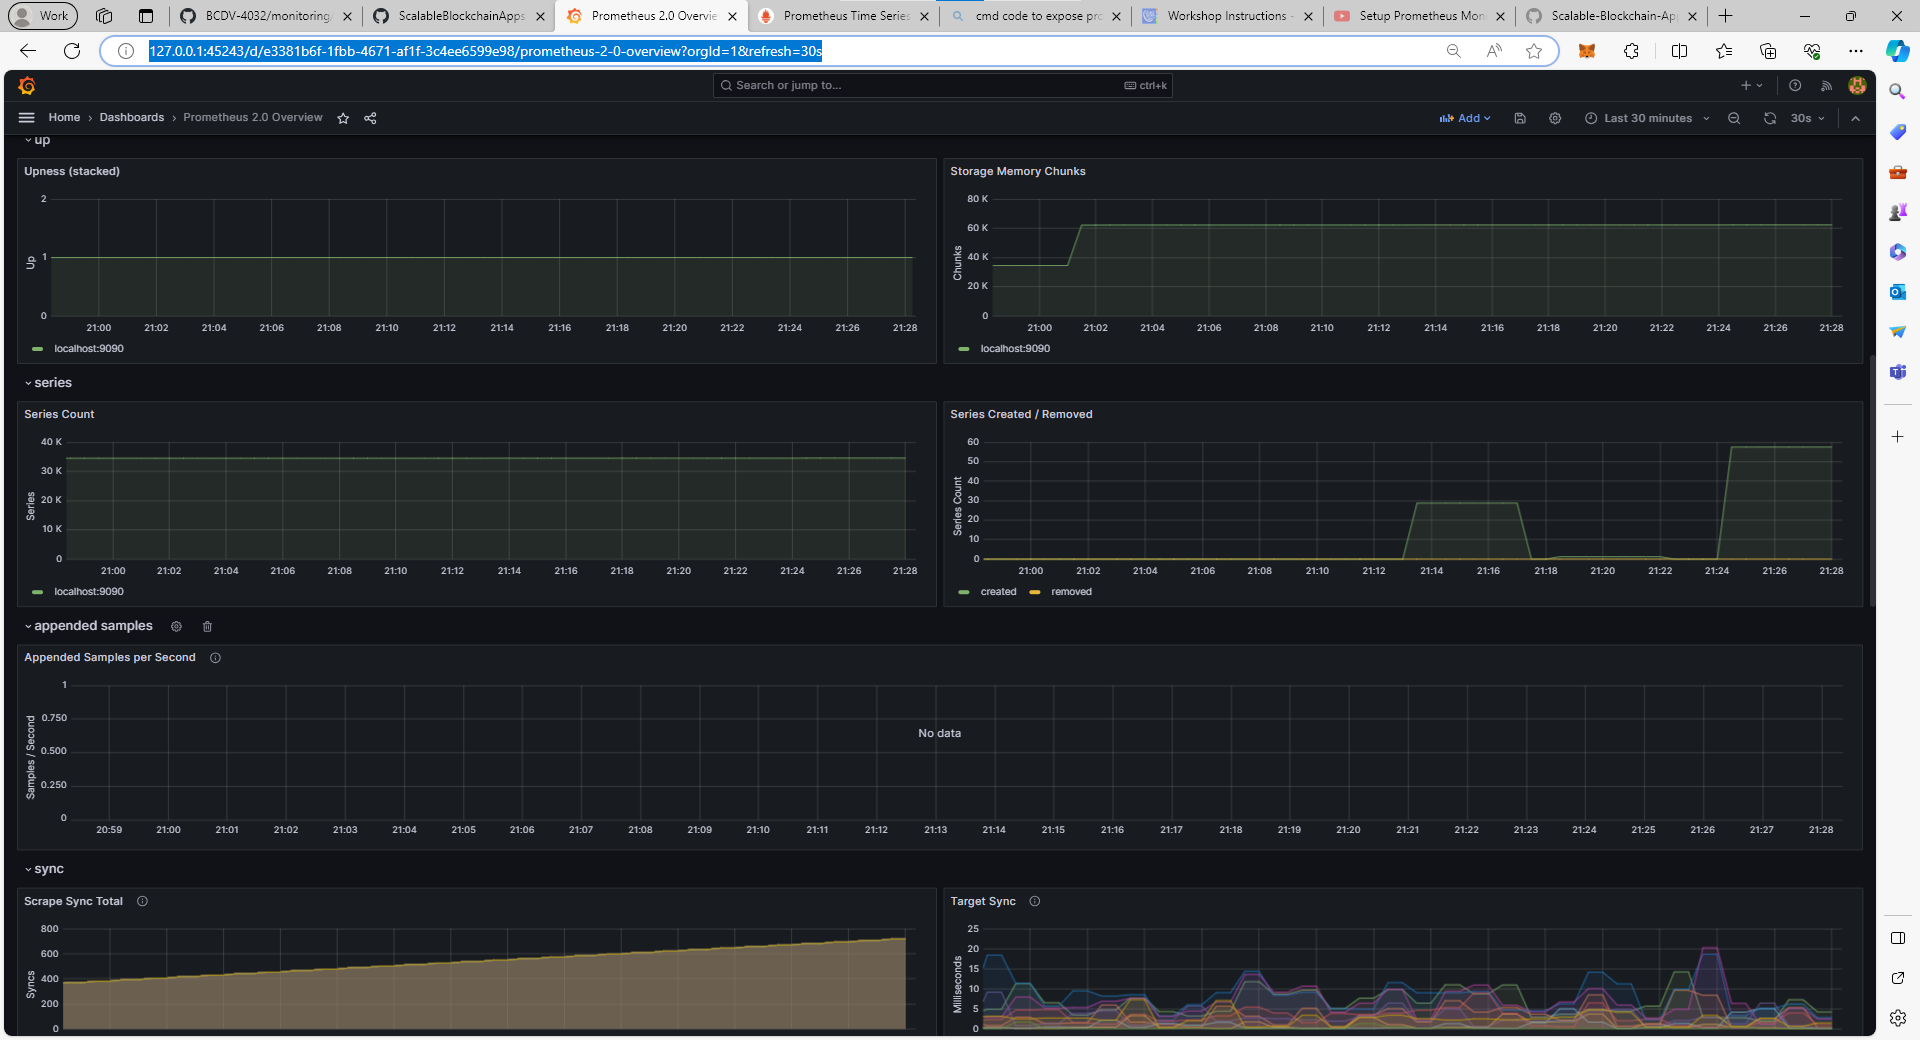 Work
BCDV-4032/monitoring/
ScalableBlockchainApps
Prometheus 2.0 Overvie
Prometheus Time Series
cmd code to expose pro
Workshop Instructions -
Setup Prometheus Mon
Scalable-Blockchain-Ap
127.0.0.1:45243/d/e3381b6f-1fbb-4671-af1f-3c4ee6599e98/prometheus-2-0-overview?orgId=1&refresh=30s
Search or jump to...
ctrl+k
Home
Dashboards
Prometheus 2.0 Overview
Add
Last 30 minutes
30s
up
Upness (stacked)
2
1
0
Up
21:00 21:02 21:04 21:06 21:08 21:10 21:12 21:14 21:16 21:18 21:20 21:22 21:24 21:26 21:28
localhost:9090
Storage Memory Chunks
80 K
60 K
40 K
20 K
0
Chunks
21:00 21:02 21:04 21:06 21:08 21:10 21:12 21:14 21:16 21:18 21:20 21:22 21:24 21:26 21:28
localhost:9090
series
Series Count
40 K
30 K
20 K
10 K
0
Series
21:00 21:02 21:04 21:06 21:08 21:10 21:12 21:14 21:16 21:18 21:20 21:22 21:24 21:26 21:28
localhost:9090
Series Created / Removed
60
50
40
30
20
10
0
Series Count
21:00 21:02 21:04 21:06 21:08 21:10 21:12 21:14 21:16 21:18 21:20 21:22 21:24 21:26 21:28
created removed
appended samples
Appended Samples per Second
1
0.750
0.500
0.250
0
Samples / Second
No data
20:59 21:00 21:01 21:02 21:03 21:04 21:05 21:06 21:07 21:08 21:09 21:10 21:11 21:12 21:13 21:14 21:15 21:16 21:17 21:18 21:19 21:20 21:21 21:22 21:23 21:24 21:25 21:26 21:27 21:28
sync
Scrape Sync Total
800
600
400
200
0
Syncs
Target Sync
25
20
15
10
5
0
Milliseconds